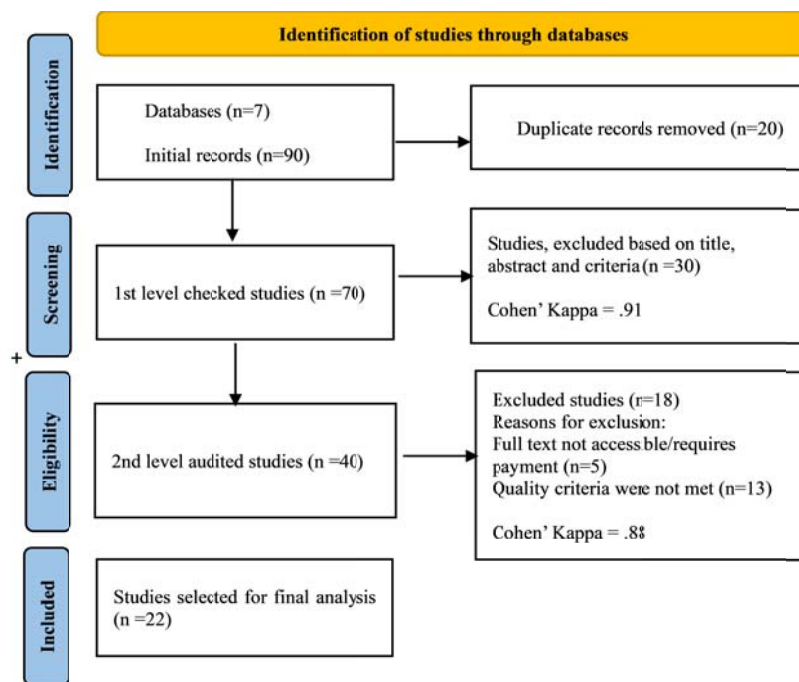 Identification of studies through databases
Identification
Databases (n=7)
Initial records (n=90)
Duplicate records removed (n=20)
Screening
1st level checked studies (n =70)
Studies, excluded based on title,
abstract and criteria (n =30)
Cohen' Kappa = .91
+
Eligibility
2nd level audited studies (n =40)
Excluded studies (n=18)
Reasons for exclusion:
Full text not accessible/requires
payment (n=5)
Quality criteria were not met (n=13)
Cohen' Kappa = .88
Included
Studies selected for final analysis
(n =22)